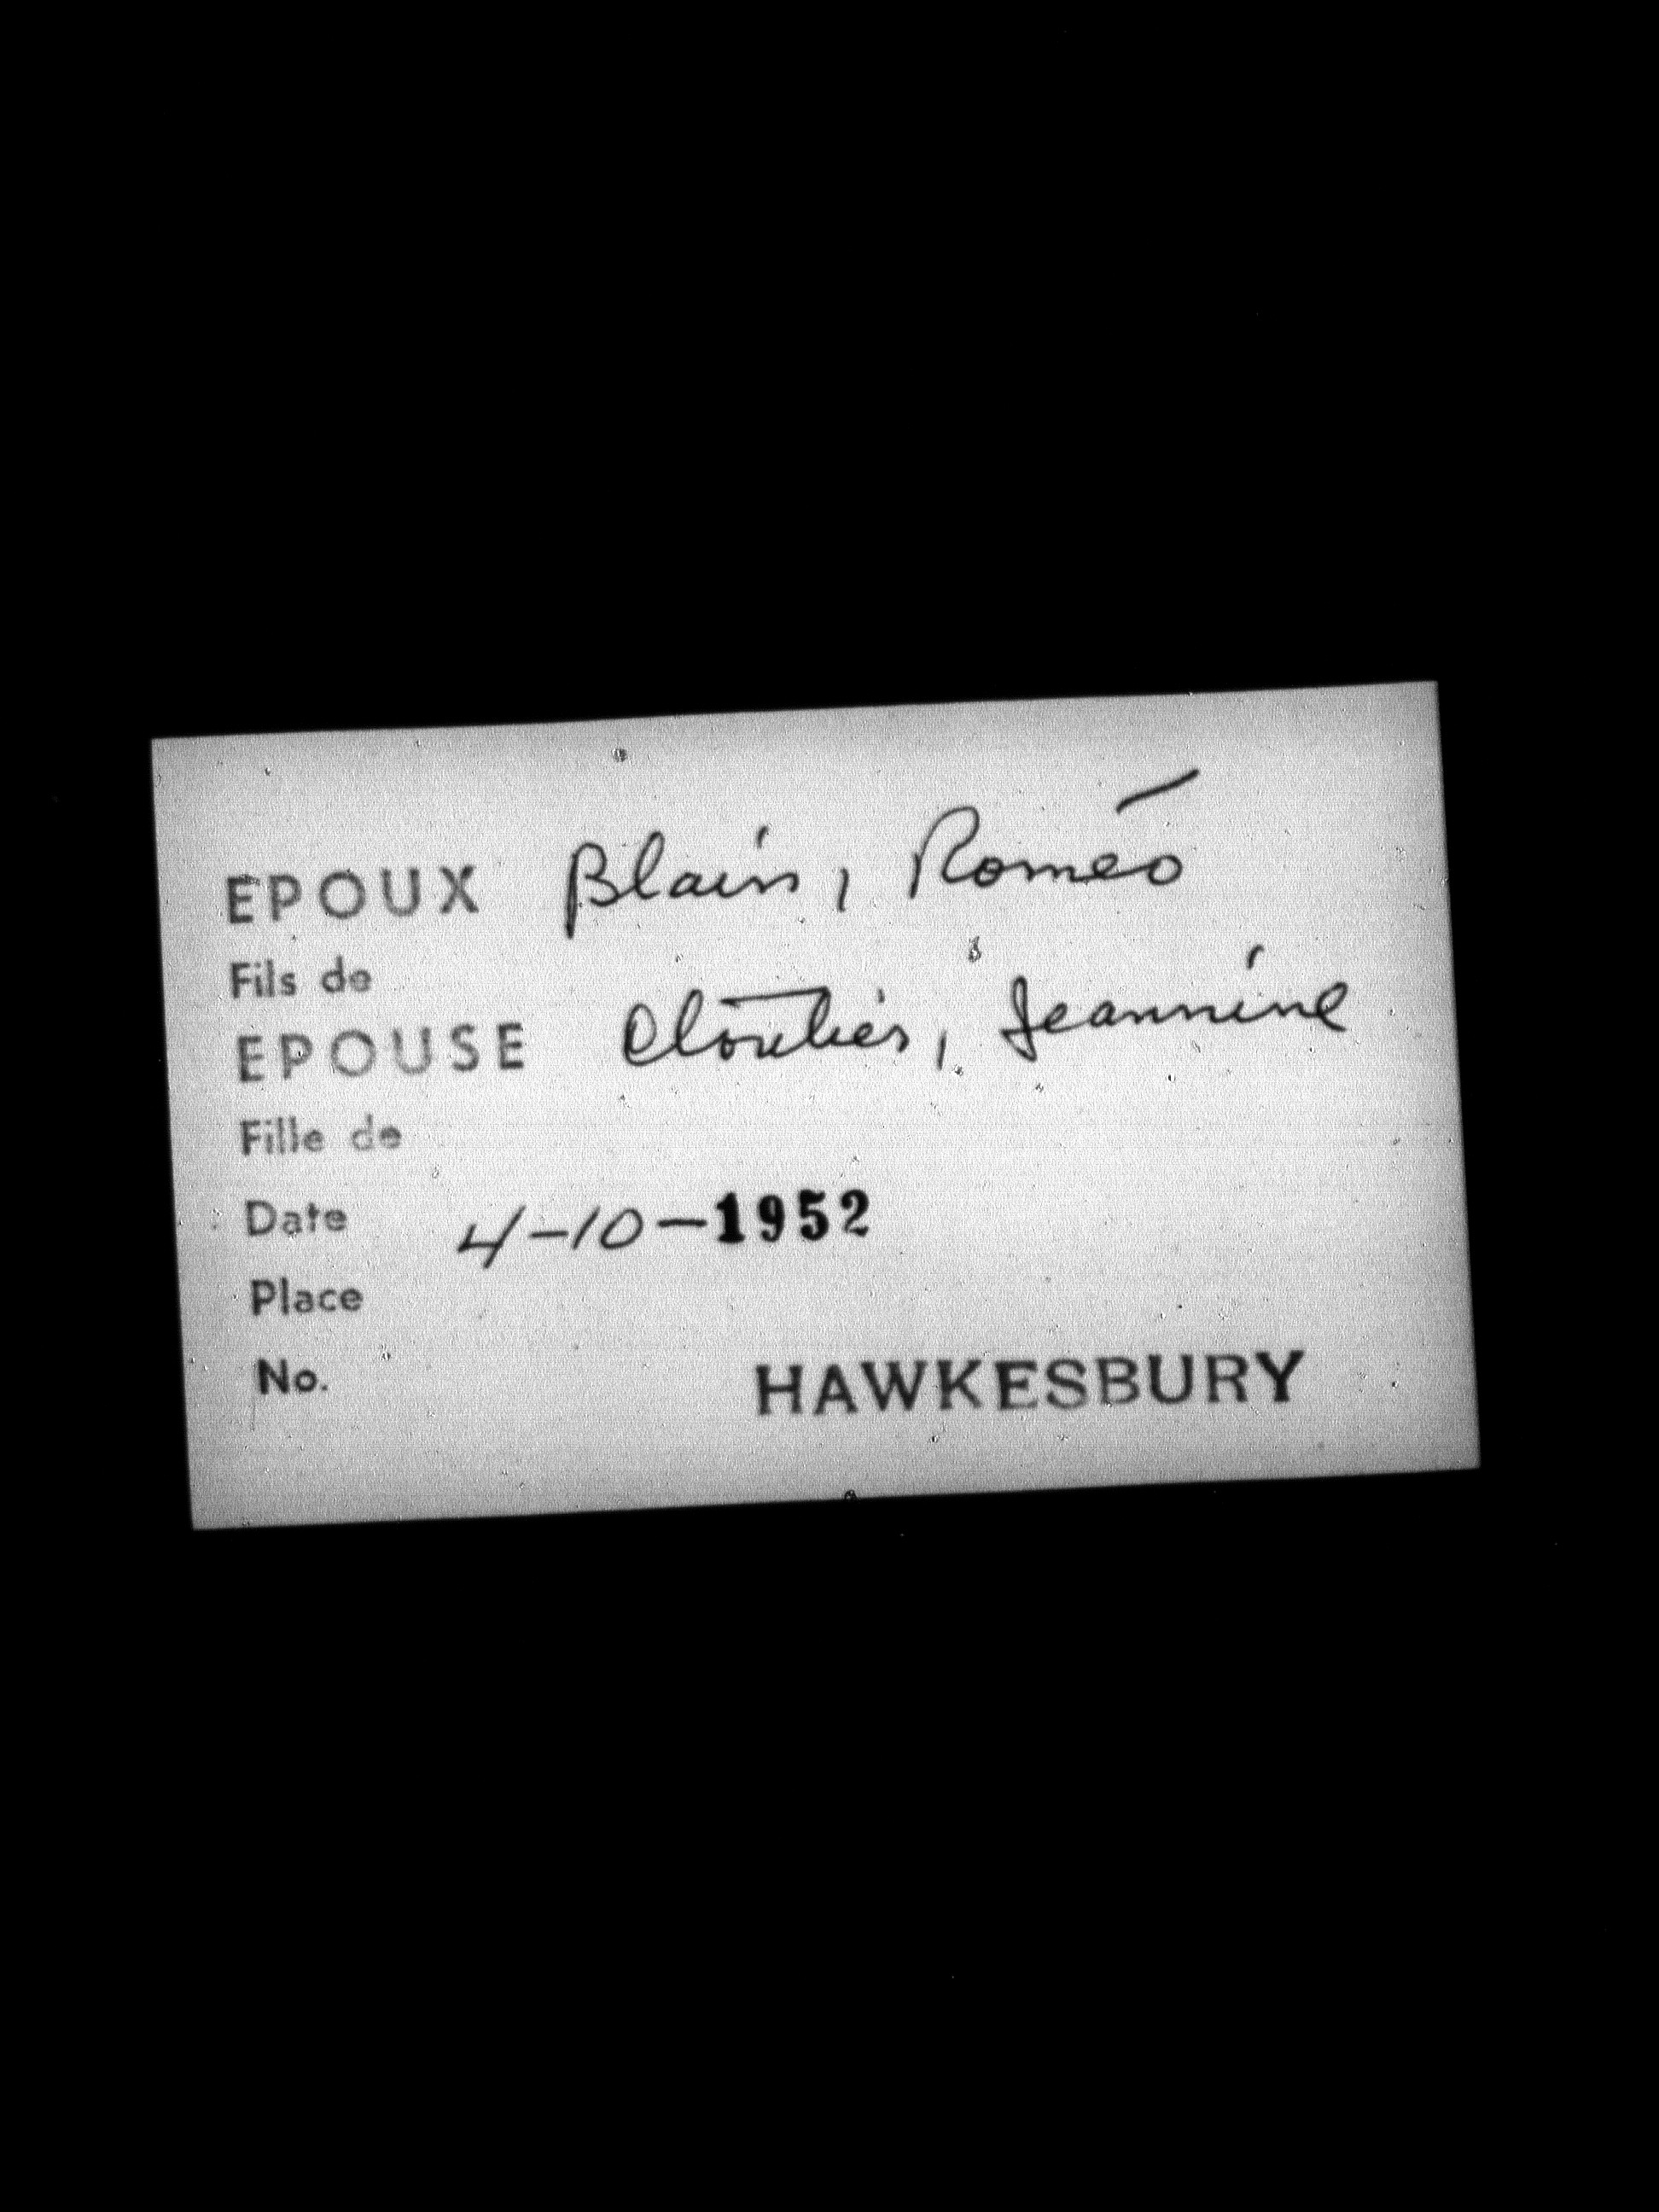 EPOUX Blain, Roméo
Fils de
EPOUSE Cloutier, Jeannine
Fille de
Date 4-10-1952
Place
No. HAWKESBURY